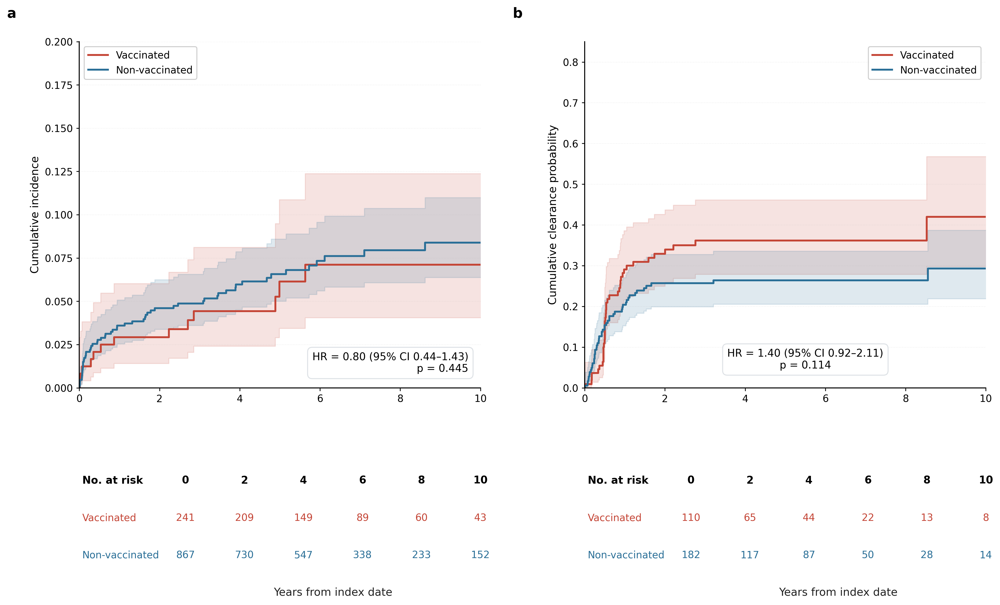 a
Cumulative incidence
0.200
0.175
0.150
0.125
0.100
0.075
0.050
0.025
0.000
Vaccinated
Non-vaccinated
HR = 0.80 (95% CI 0.44–1.43)
p = 0.445
0 2 4 6 8 10
No. at risk 0 2 4 6 8 10
Vaccinated 241 209 149 89 60 43
Non-vaccinated 867 730 547 338 233 152
Years from index date
b
Cumulative clearance probability
0.8
0.7
0.6
0.5
0.4
0.3
0.2
0.1
0.0
Vaccinated
Non-vaccinated
HR = 1.40 (95% CI 0.92–2.11)
p = 0.114
0 2 4 6 8 10
No. at risk 0 2 4 6 8 10
Vaccinated 110 65 44 22 13 8
Non-vaccinated 182 117 87 50 28 14
Years from index date